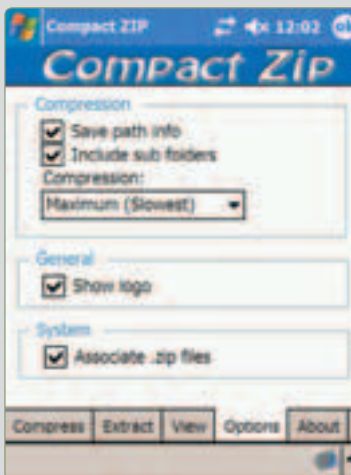 Compact ZIP 12:02 ok
Compact Zip
Compression
Save path info
Include sub folders
Compression:
Maximum (Slowest)
General
Show logo
System
Associate .zip files
Compress Extract View Options About